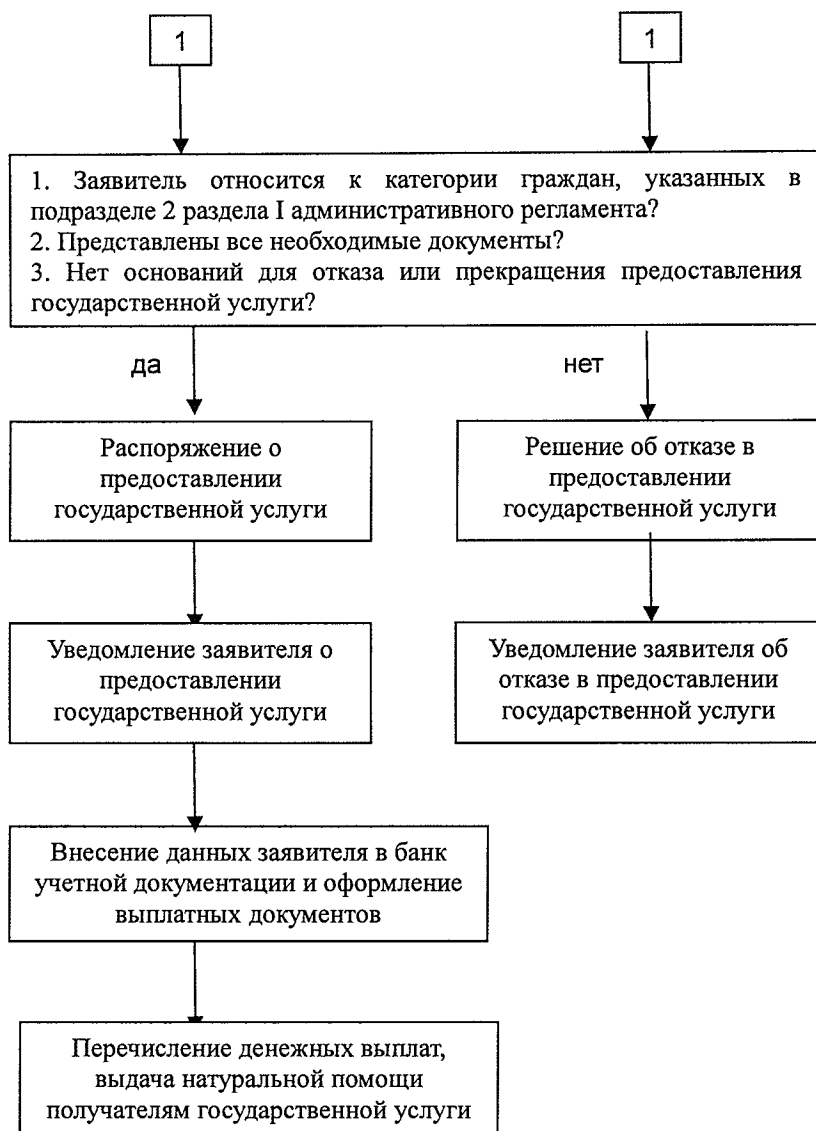 1
1
1. Заявитель относится к категории граждан, указанных в
подразделе 2 раздела I административного регламента?
2. Представлены все необходимые документы?
3. Нет оснований для отказа или прекращения предоставления
государственной услуги?
да
нет
Распоряжение о
предоставлении
государственной услуги
Решение об отказе в
предоставлении
государственной услуги
Уведомление заявителя о
предоставлении
государственной услуги
Уведомление заявителя об
отказе в предоставлении
государственной услуги
Внесение данных заявителя в банк
учетной документации и оформление
выплатных документов
Перечисление денежных выплат,
выдача натуральной помощи
получателям государственной услуги